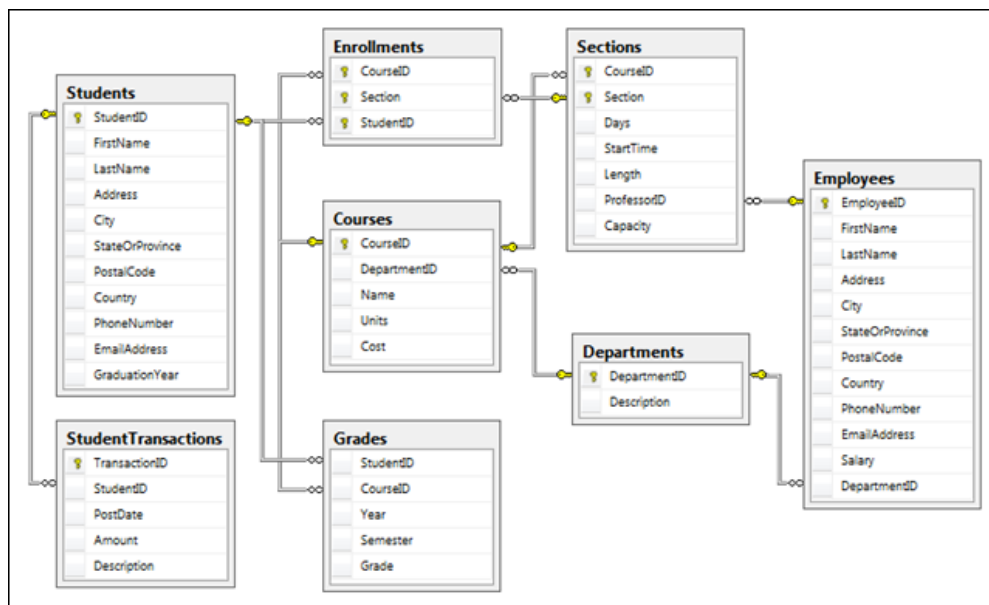 Students
StudentID
FirstName
LastName
Address
City
StateOrProvince
PostalCode
Country
PhoneNumber
EmailAddress
GraduationYear
StudentTransactions
TransactionID
StudentID
PostDate
Amount
Description
Enrollments
CourseID
Section
StudentID
Courses
CourseID
DepartmentID
Name
Units
Cost
Grades
StudentID
CourseID
Year
Semester
Grade
Sections
CourseID
Section
Days
StartTime
Length
ProfessorID
Capacity
Departments
DepartmentID
Description
Employees
EmployeeID
FirstName
LastName
Address
City
StateOrProvince
PostalCode
Country
PhoneNumber
EmailAddress
Salary
DepartmentID